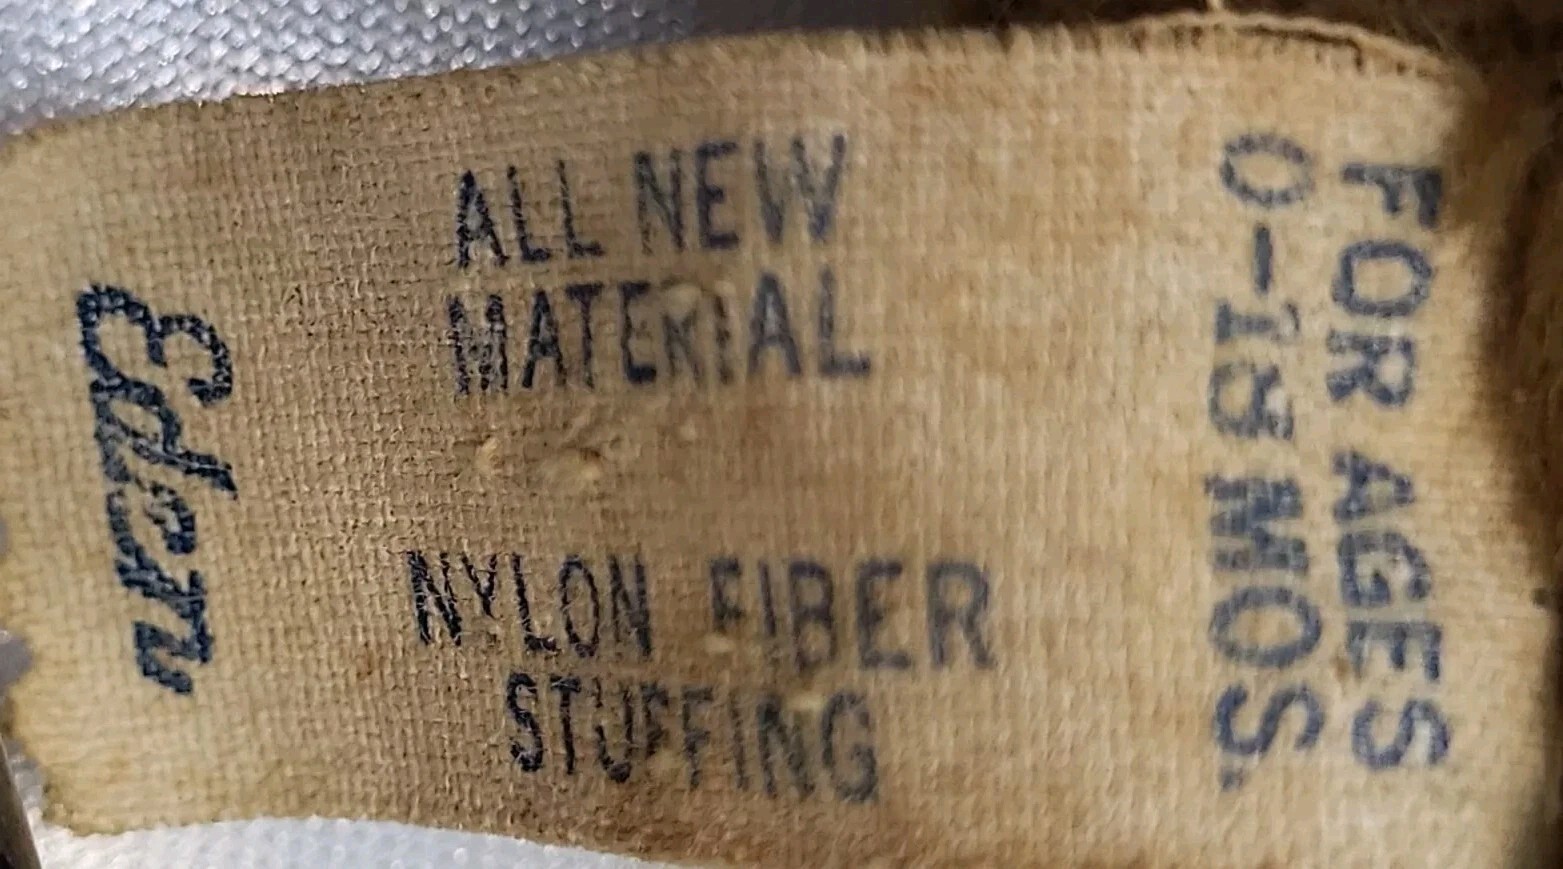 Eden
ALL NEW
MATERIAL
NYLON FIBER
STUFFING
FOR AGES
0-18 MOS.